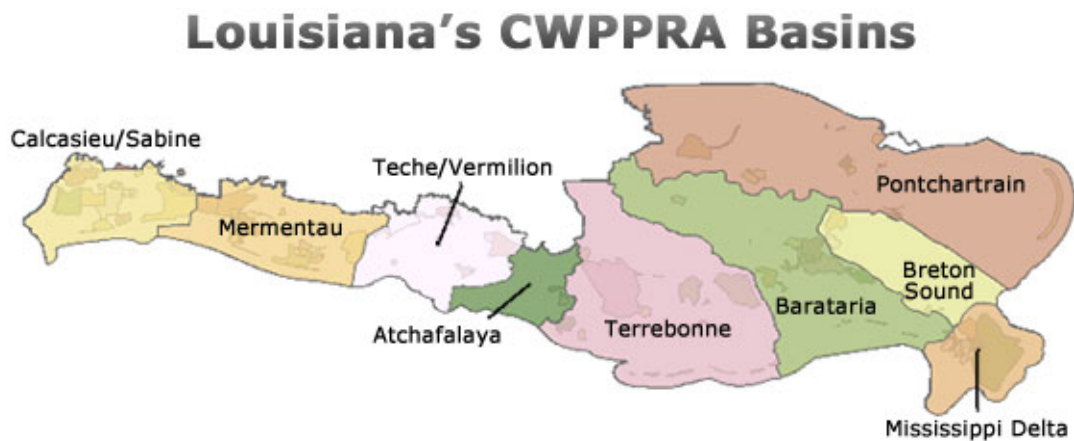 Louisiana's CWPPRA Basins
Calcasieu/Sabine
Teche/Vermilion
Pontchartrain
Mermentau
Breton
Sound
Barataria
Terrebonne
Atchafalaya
Mississippi Delta